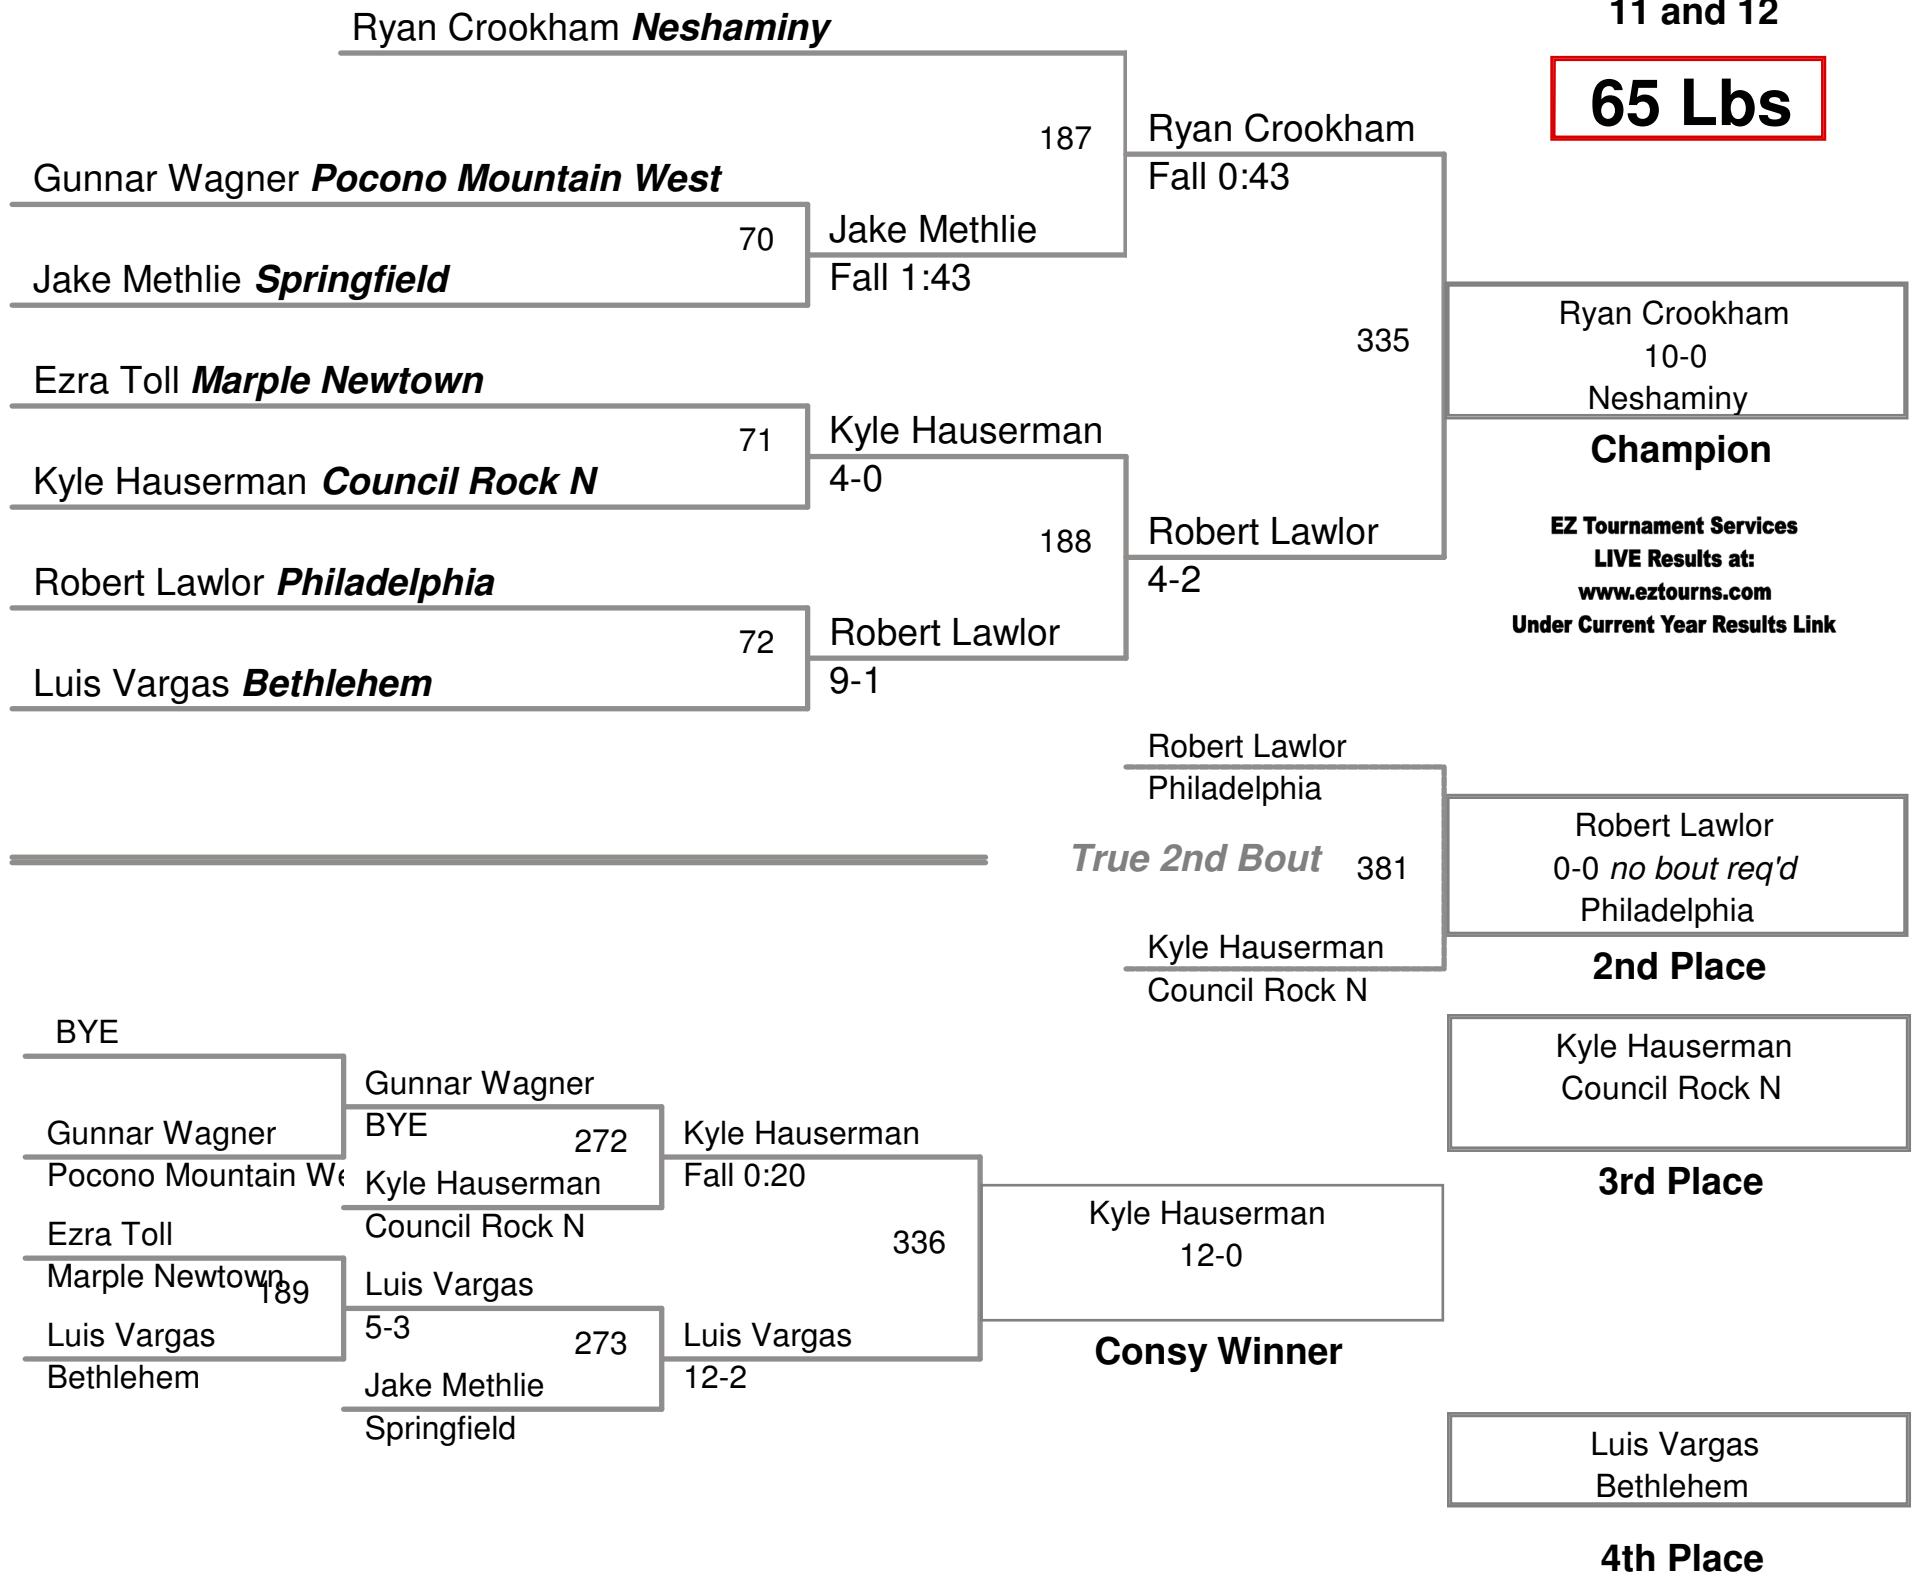 11 and 12
65 Lbs
Ryan Crookham Neshaminy
187
Ryan Crookham
Fall 0:43
Gunnar Wagner Pocono Mountain West
70
Jake Methlie
Fall 1:43
Jake Methlie Springfield
335
Ryan Crookham
10-0
Neshaminy
Champion
Ezra Toll Marple Newtown
71
Kyle Hauserman
4-0
Kyle Hauserman Council Rock N
188
Robert Lawlor
4-2
Robert Lawlor Philadelphia
72
Robert Lawlor
9-1
Luis Vargas Bethlehem
EZ Tournament Services
LIVE Results at:
www.eztourns.com
Under Current Year Results Link
Robert Lawlor
Philadelphia
True 2nd Bout 381
Kyle Hauserman
Council Rock N
Robert Lawlor
0-0 no bout req'd
Philadelphia
2nd Place
BYE
Gunnar Wagner
Pocono Mountain We
Gunnar Wagner
BYE
272
Kyle Hauserman
Council Rock N
Kyle Hauserman
Fall 0:20
Ezra Toll
Marple Newtown
189
Luis Vargas
Bethlehem
Luis Vargas
5-3
273
Jake Methlie
Springfield
Luis Vargas
12-2
336
Kyle Hauserman
12-0
Consy Winner
Kyle Hauserman
Council Rock N
3rd Place
Luis Vargas
Bethlehem
4th Place